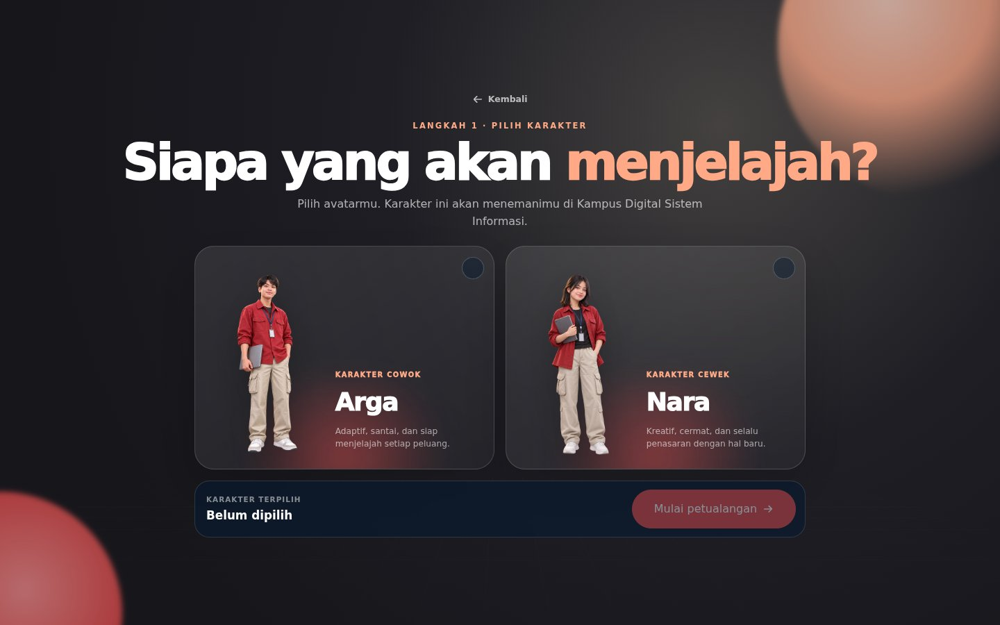 Kembali
LANGKAH 1 · PILIH KARAKTER
Siapa yang akan menjelajah?
Pilih avatarmu. Karakter ini akan menemanimu di Kampus Digital Sistem
Informasi.
KARAKTER COWOK
Arga
Adaptif, santai, dan siap
menjelajah setiap peluang.
KARAKTER CEWEK
Nara
Kreatif, cermat, dan selalu
penasaran dengan hal baru.
KARAKTER TERPILIH
Belum dipilih
Mulai petualangan